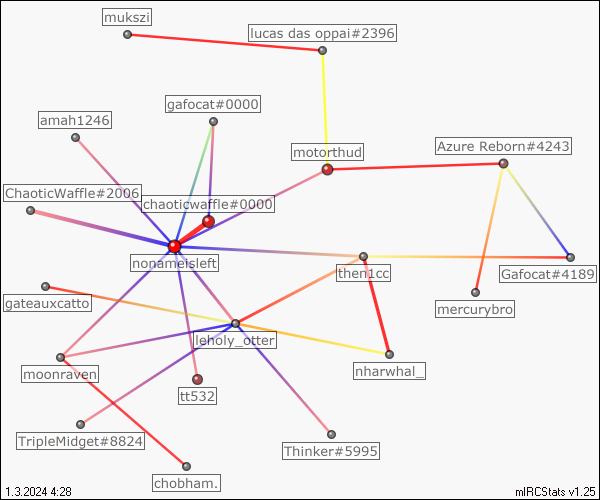 mukszi
lucas das oppai#2396
gafocat#0000
amah1246
motorthud
Azure Reborn#4243
ChaoticWaffle#2006
chaoticwaffle#0000
nonameisleft
then1cc
Gafocat#4189
gateauxcatto
mercurybro
leholy_otter
moonraven
nharwhal_
tt532
TripleMidget#8824
Thinker#5995
chobham.
1.3.2024 4:28
mIRCStats v1.25